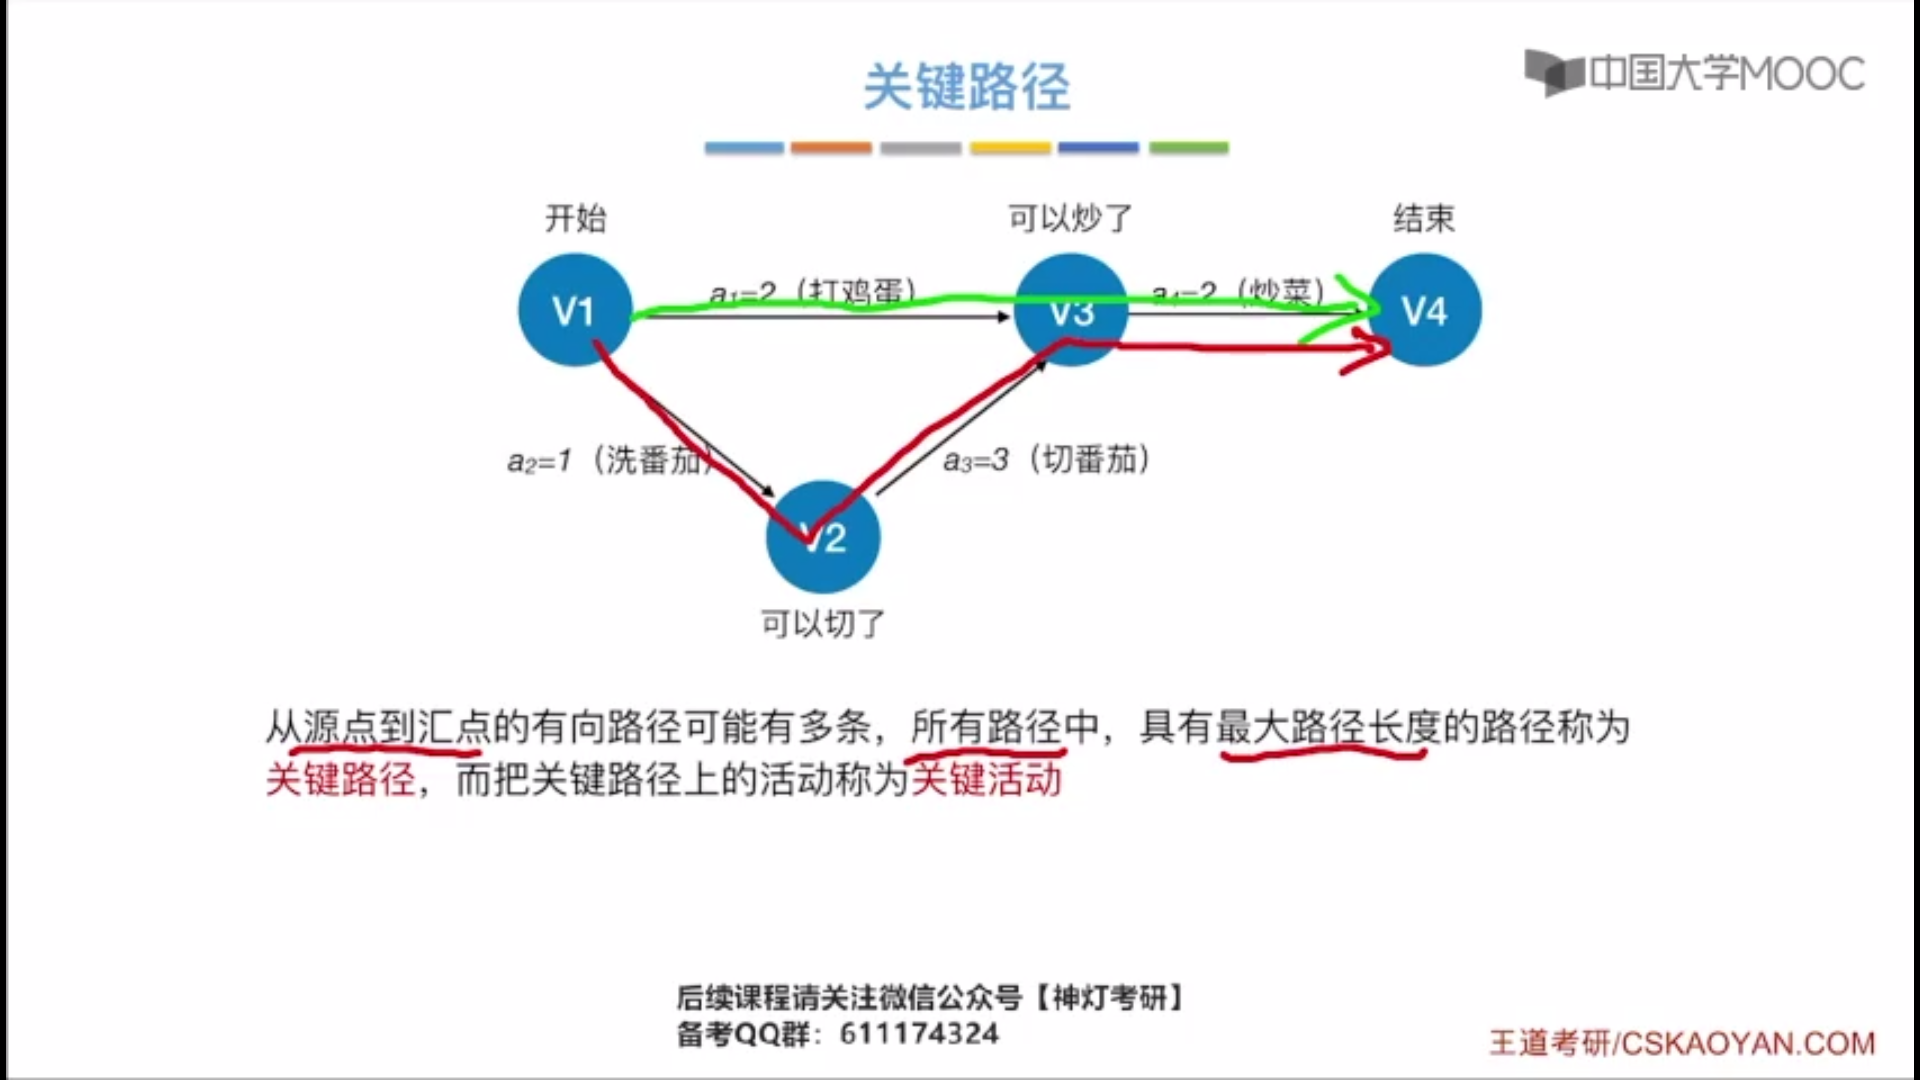 关键路径
中国大学MOOC
开始
可以炒了
结束
V1
a₁=2（打鸡蛋）
V3
a₄=2（炒菜）
V4
a₂=1（洗番茄）
a₃=3（切番茄）
V2
可以切了
从源点到汇点的有向路径可能有多条，所有路径中，具有最大路径长度的路径称为
关键路径，而把关键路径上的活动称为关键活动
后续课程请关注微信公众号【神灯考研】
备考QQ群：611174324
王道考研/CSKAOYAN.COM